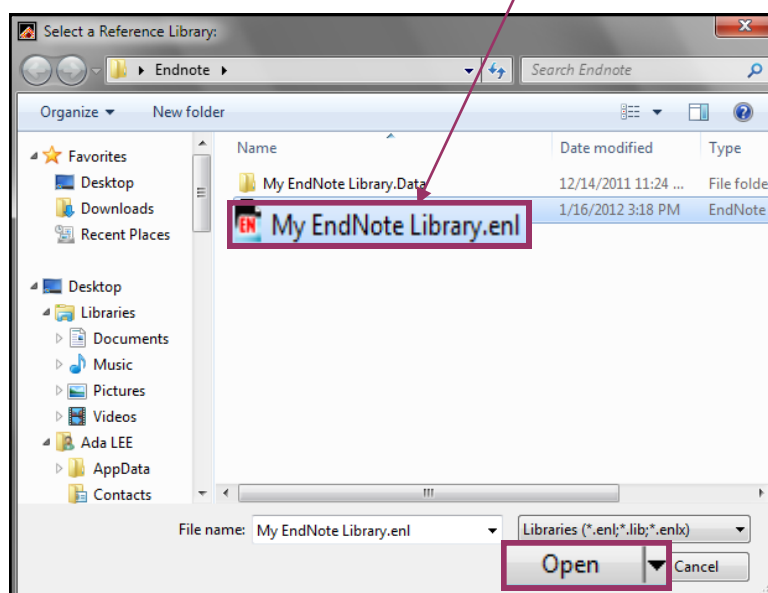 Select a Reference Library:
Endnote
Search Endnote
Organize
New folder
Name
Date modified
Type
My EndNote Library.Data
12/14/2011 11:24 ...
File folde
EN
My EndNote Library.enl
1/16/2012 3:18 PM
EndNote
Favorites
Desktop
Downloads
Recent Places
Desktop
Libraries
Documents
Music
Pictures
Videos
Ada LEE
AppData
Contacts
File name:
My EndNote Library.enl
Libraries (*.enl;*.lib;*.enlx)
Open
Cancel